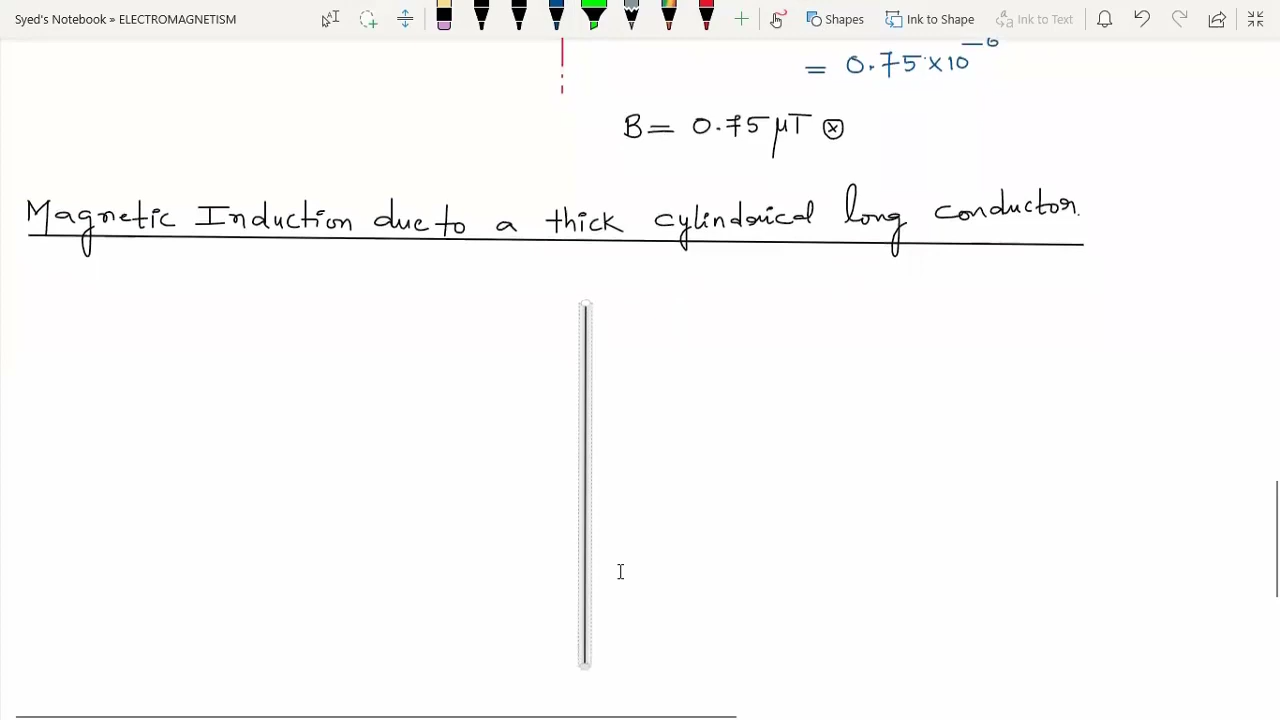 Syed's Notebook » ELECTROMAGNETISM Shapes Ink to Shape Ink to Text
= 0.75×10⁻⁶
B = 0.75 μT ⊗
Magnetic Induction due to a thick cylindrical long conductor.